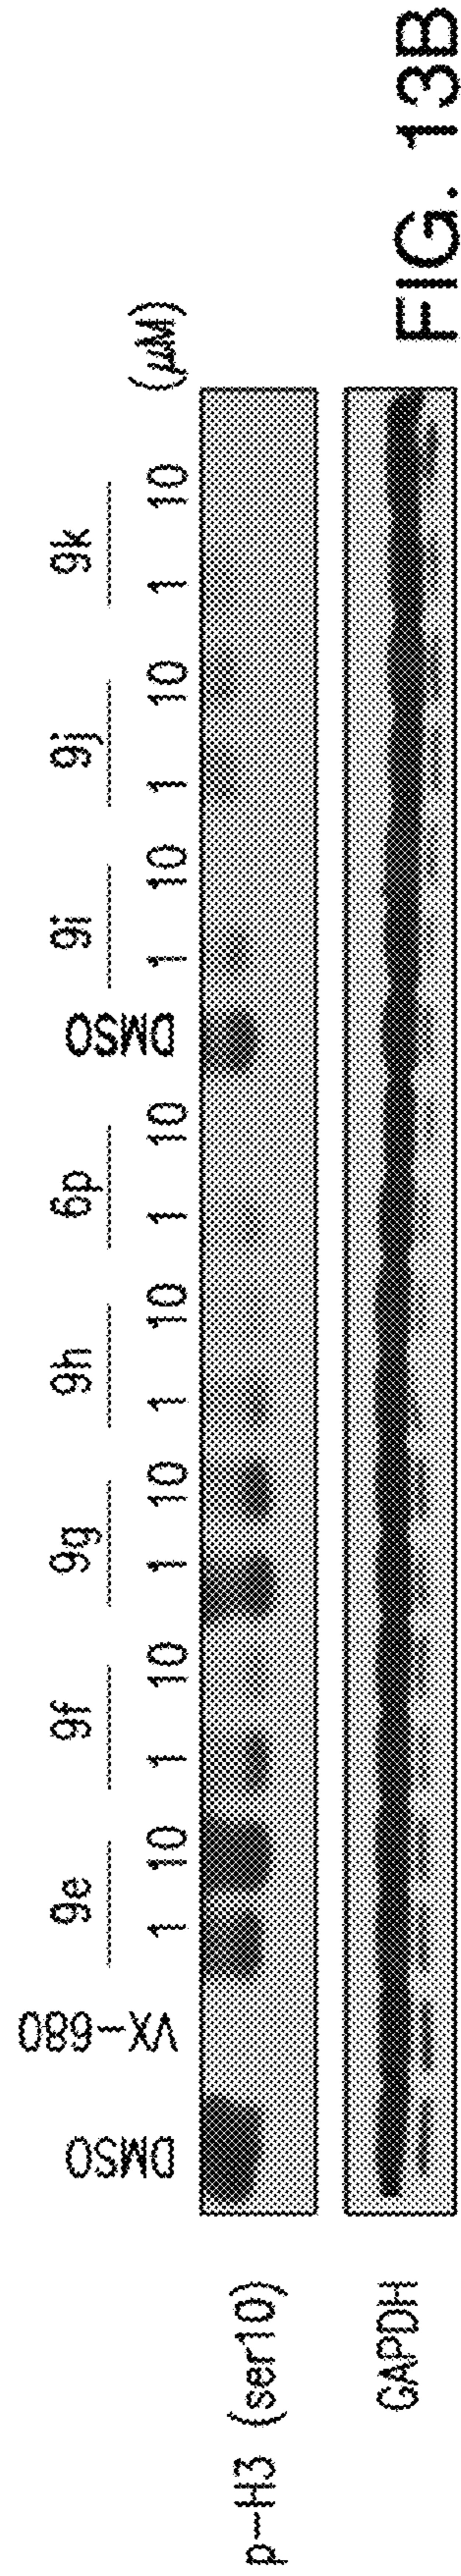 DMSO VX-680 9e 9f 9g 9h 6p DMSO 9i 9j 9k
1 10 1 10 1 10 1 10 1 10 1 10 1 10 1 10 (µM)
p-H3 (ser10)
GAPDH
FIG. 13B